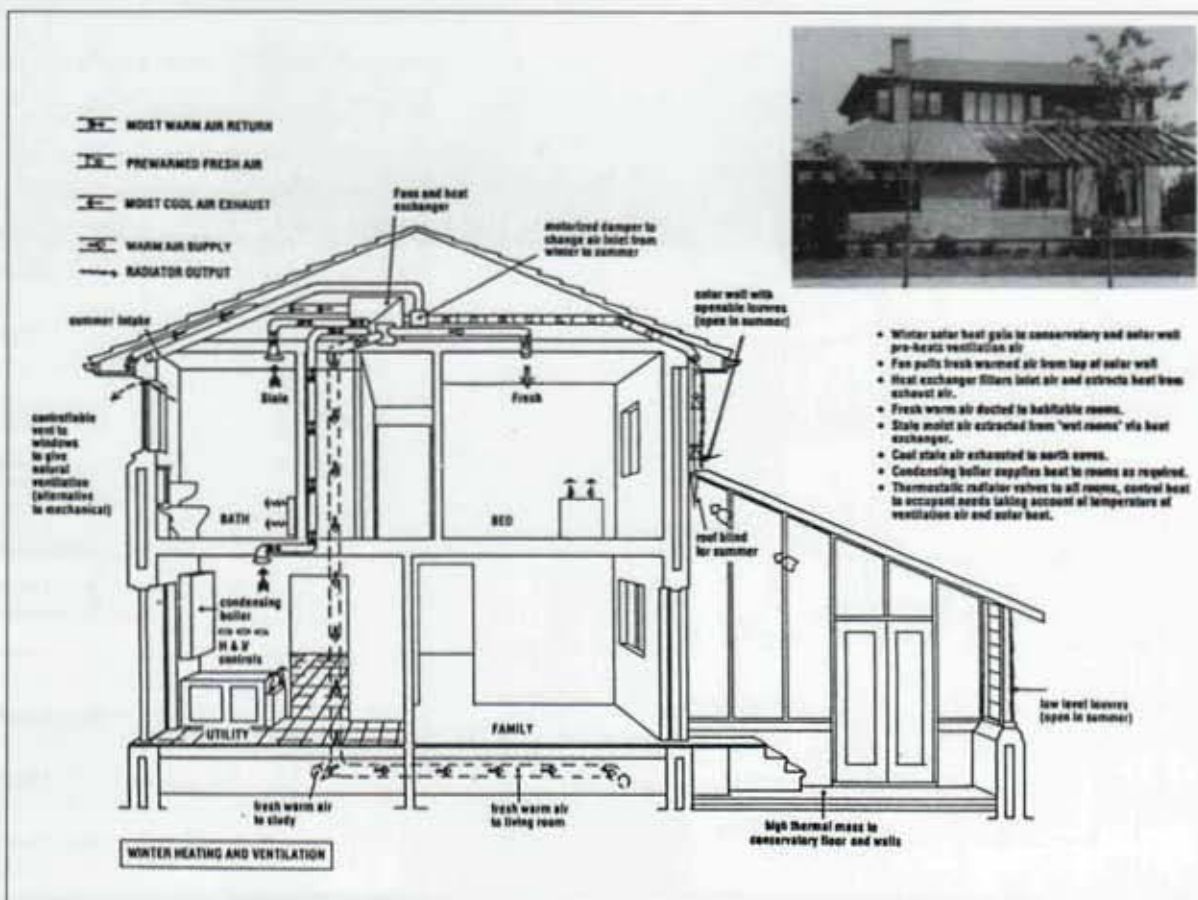 MOIST WARM AIR RETURN
PREWARMED FRESH AIR
MOIST COOL AIR EXHAUST
WARM AIR SUPPLY
RADIATOR OUTPUT
Fans and heat
exchanger
motorized damper to
change air inlet from
winter to summer
solar wall with
openable louvres
(open in summer)
summer intake
controllable
vent to
windows
to give
natural
ventilation
(alternative
to mechanical)
Stale
Fresh
• Winter solar heat gain to conservatory and solar wall
pre-heats ventilation air
• Fan pulls fresh warmed air from top of solar wall
• Heat exchanger filters inlet air and extracts heat from
exhaust air.
• Fresh warm air ducted to habitable rooms.
• Stale moist air extracted from 'wet rooms' via heat
exchanger.
• Cool stale air exhausted to north eaves.
• Condensing boiler supplies heat to rooms as required.
• Thermostatic radiator valves to all rooms, control heat
to occupant needs taking account of temperature of
ventilation air and solar heat.
BATH
BED
roof blind
for summer
condensing
boiler
H & V
controls
UTILITY
FAMILY
low level louvres
(open in summer)
fresh warm air
to study
fresh warm air
to living room
high thermal mass to
conservatory floor and walls
WINTER HEATING AND VENTILATION